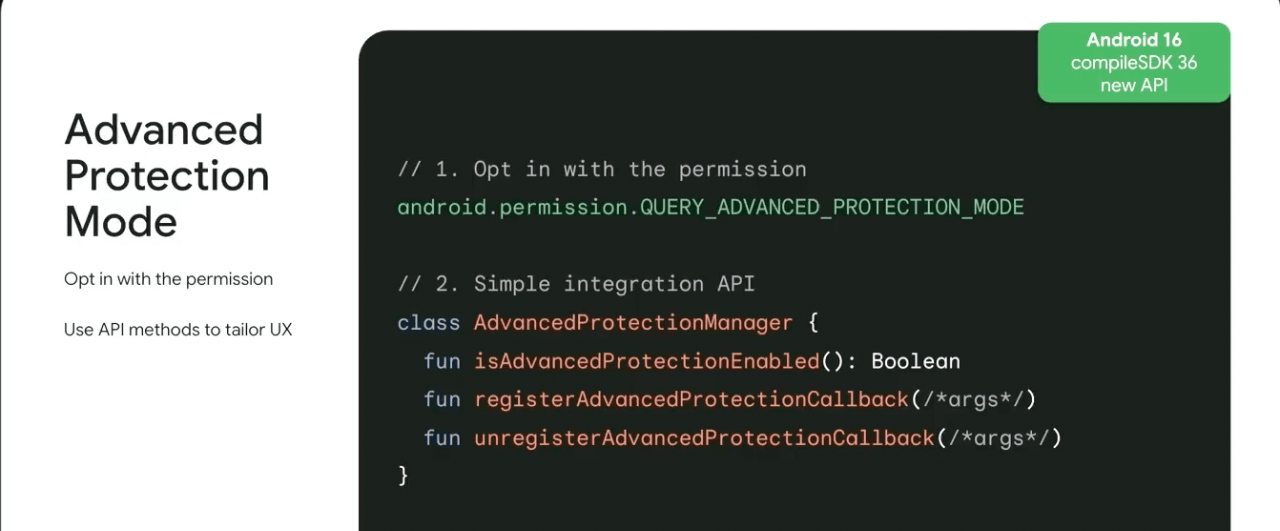 Advanced
Protection
Mode
Opt in with the permission
Use API methods to tailor UX
Android 16
compileSDK 36
new API
// 1. Opt in with the permission
android.permission.QUERY_ADVANCED_PROTECTION_MODE
// 2. Simple integration API
class AdvancedProtectionManager {
  fun isAdvancedProtectionEnabled(): Boolean
  fun registerAdvancedProtectionCallback(/*args*/)
  fun unregisterAdvancedProtectionCallback(/*args*/)
}